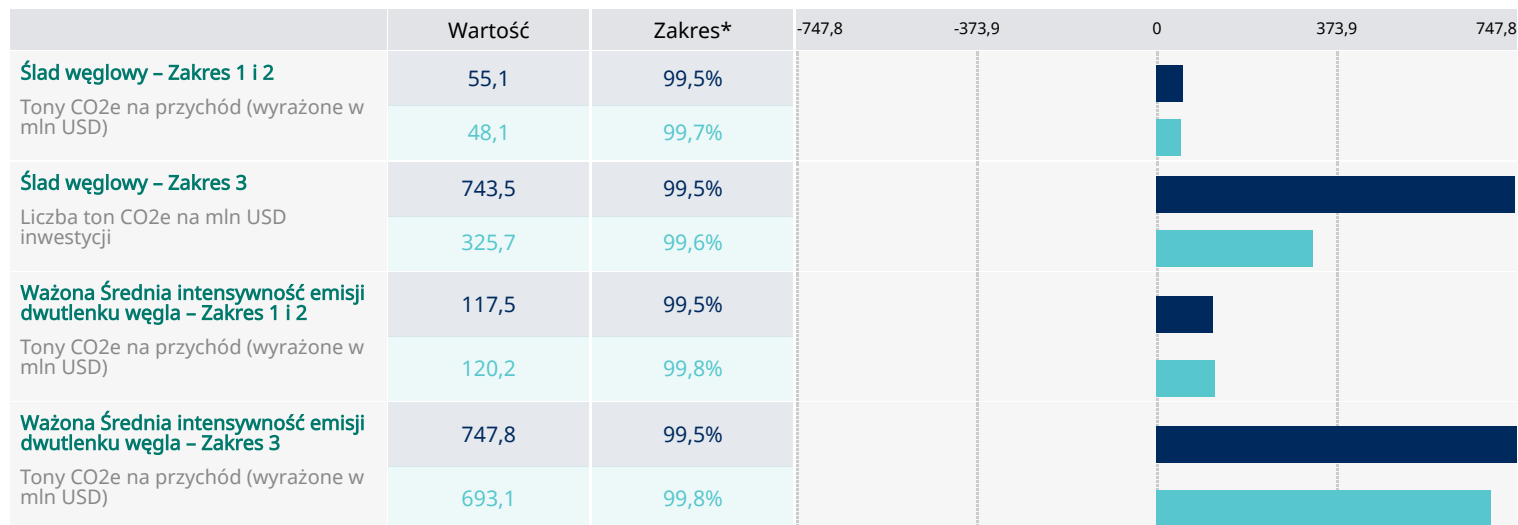 Wartość Zakres* -747,8 -373,9 0 373,9 747,8
Ślad węglowy – Zakres 1 i 2
Tony CO2e na przychód (wyrażone w
mln USD)
55,1 99,5%
48,1 99,7%
Ślad węglowy – Zakres 3
Liczba ton CO2e na mln USD
inwestycji
743,5 99,5%
325,7 99,6%
Ważona Średnia intensywność emisji
dwutlenku węgla – Zakres 1 i 2
Tony CO2e na przychód (wyrażone w
mln USD)
117,5 99,5%
120,2 99,8%
Ważona Średnia intensywność emisji
dwutlenku węgla – Zakres 3
Tony CO2e na przychód (wyrażone w
mln USD)
747,8 99,5%
693,1 99,8%